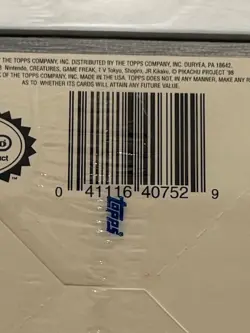 THE TOPPS COMPANY, INC. DISTRIBUTED BY THE TOPPS COMPANY, INC. DURYEA, PA 18642,
Nintendo, CREATURES, GAME FREAK, T V Tokyo, Shopro, JR Kikaku. © PIKACHU PROJECT '98
OF THE TOPPS COMPANY, INC. MADE IN THE USA. TOPPS DOES NOT, IN ANY MANNER, MAKE ANY
AS TO WHETHER ITS CARDS WILL ATTAIN ANY FUTURE VALUE.
0 41116 40752 9
topps